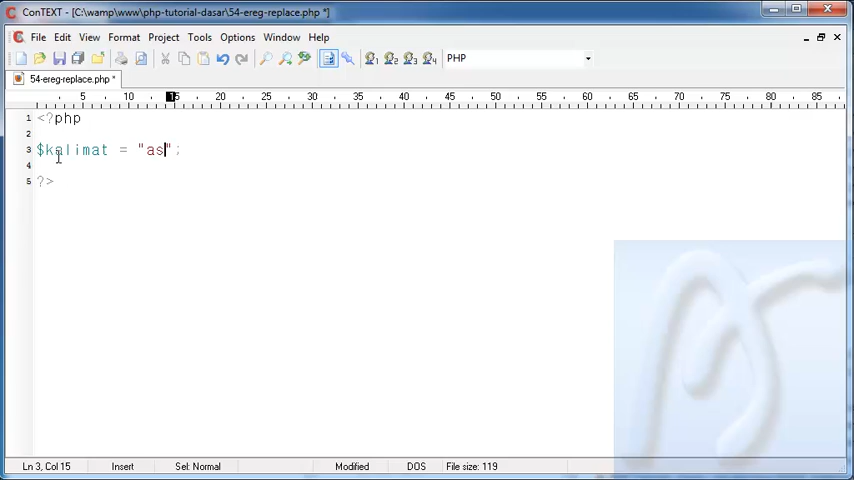 ConTEXT - [C:\wamp\www\php-tutorial-dasar\54-ereg-replace.php *]
File Edit View Format Project Tools Options Window Help
PHP
54-ereg-replace.php *
5 10 15 20 25 30 35 40 45 50 55 60 65 70 75 80 85
1 <?php
2
3 $kalimat = "as";
4
5 ?>
Ln 3, Col 15 Insert Sel: Normal Modified DOS File size: 119